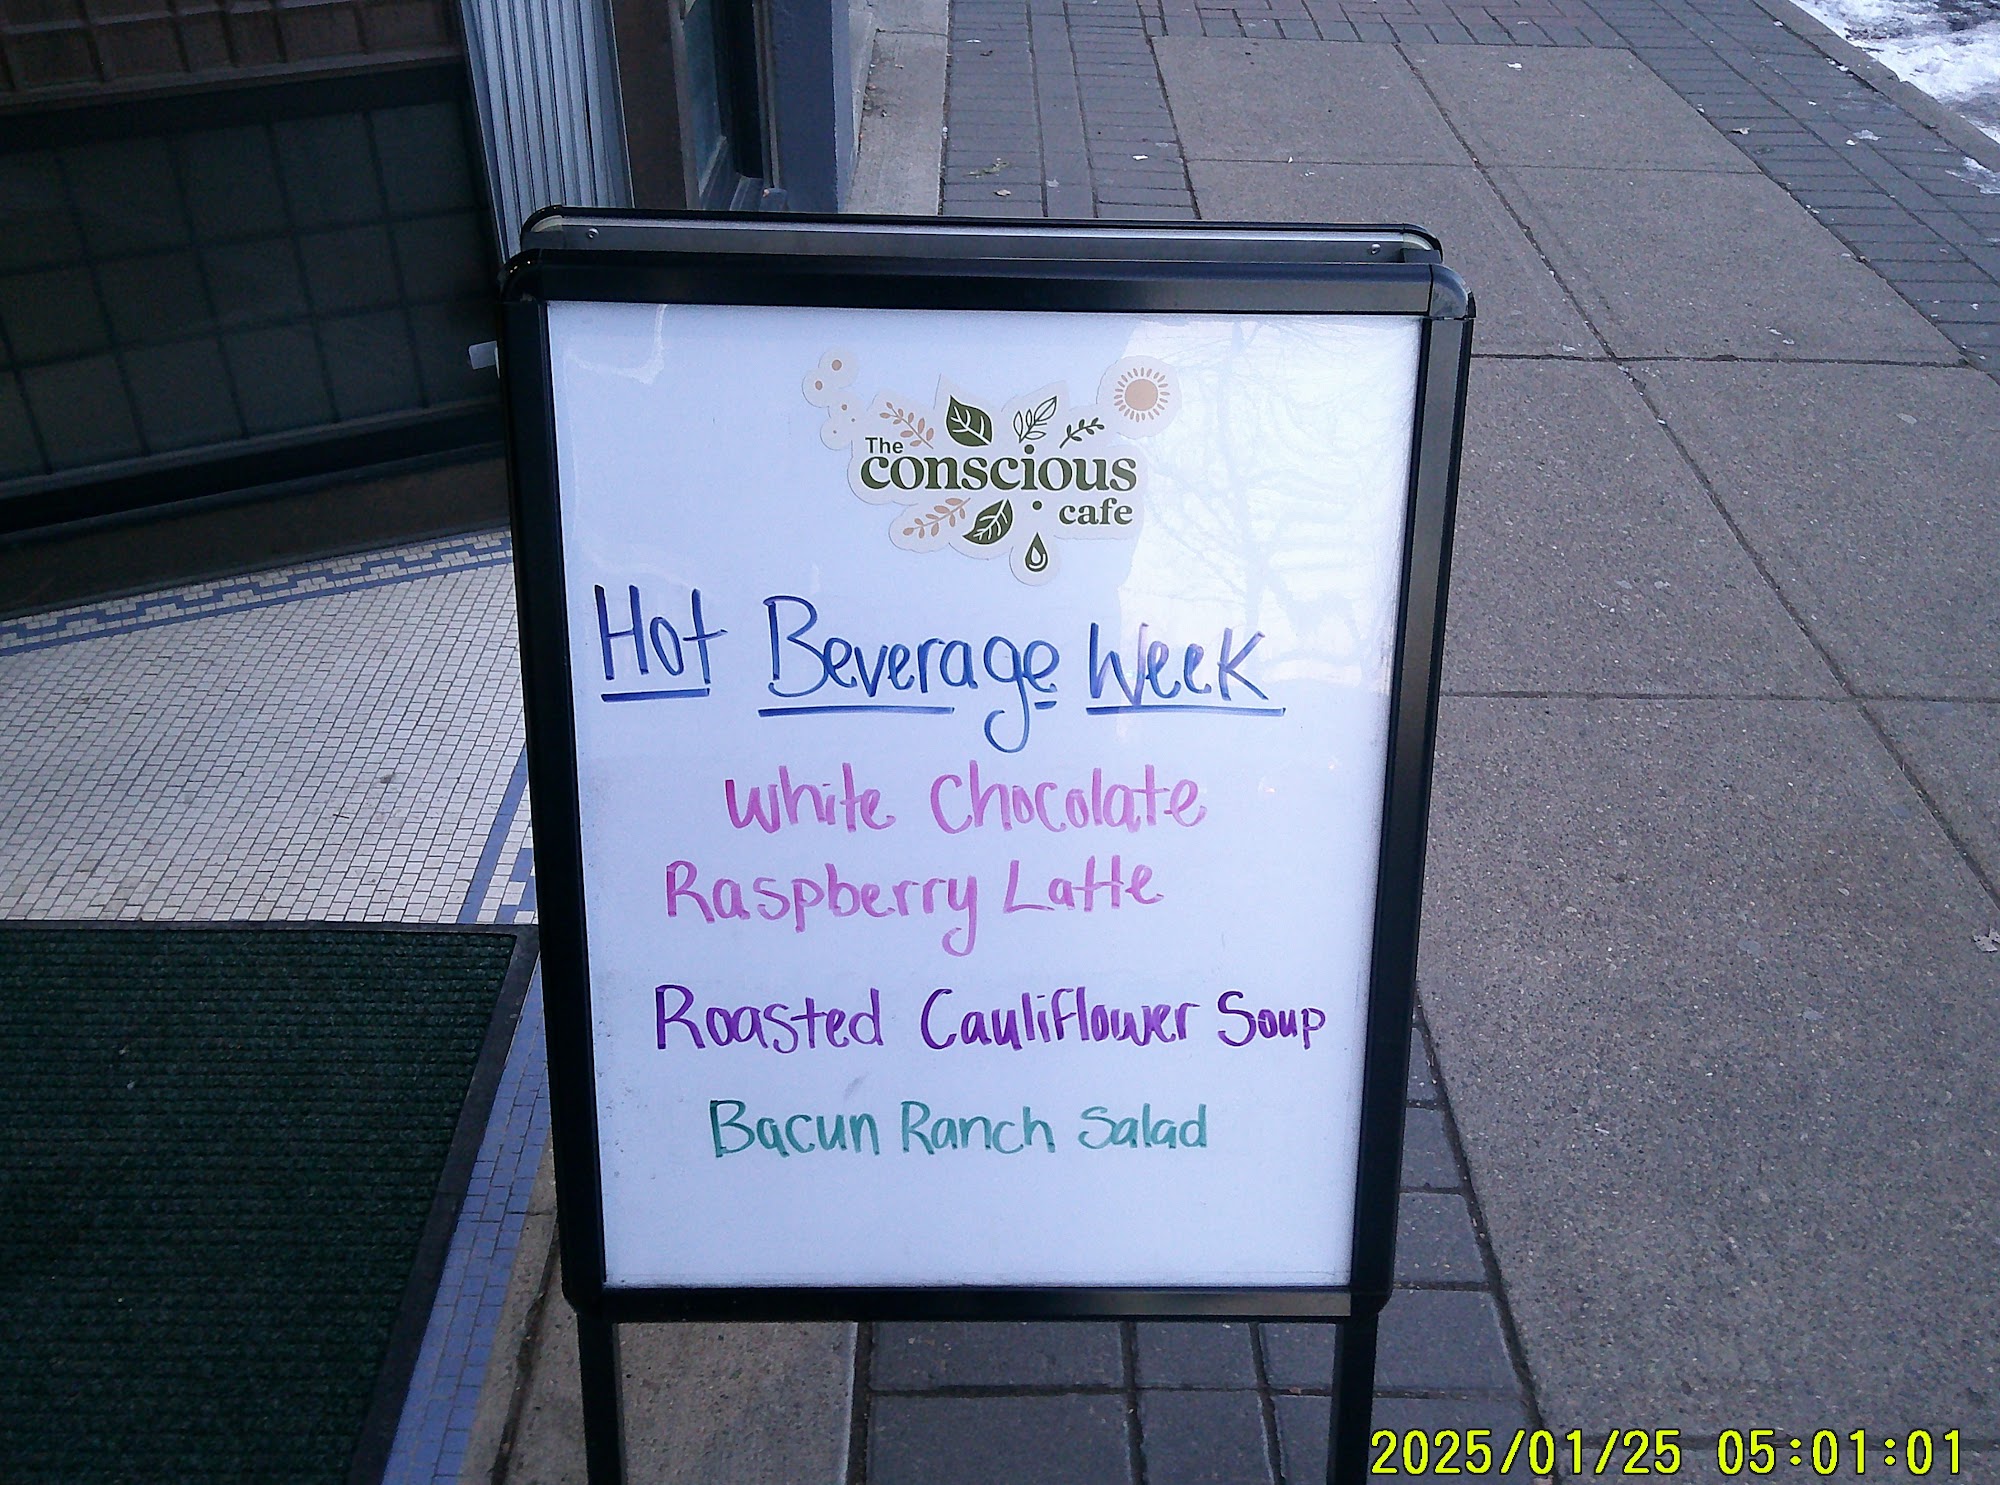 The
conscious
cafe
Hot Beverage Week
White Chocolate
Raspberry Latte
Roasted Cauliflower Soup
Bacun Ranch Salad
2025/01/25 05:01:01